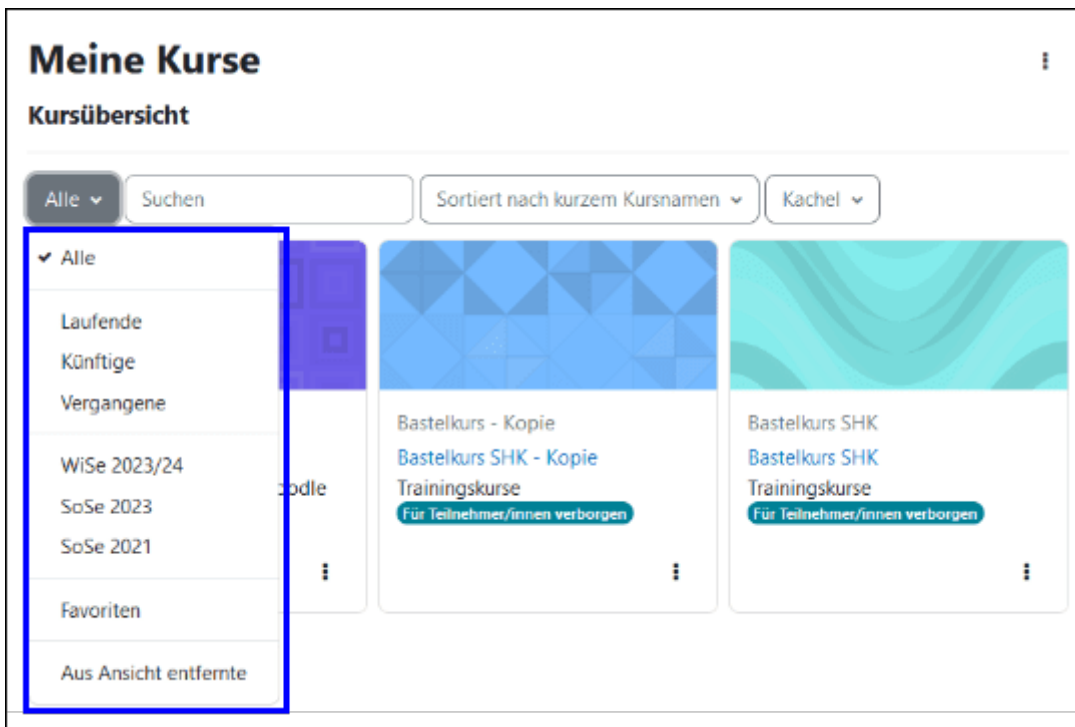 Meine Kurse
Kursübersicht
Alle
Suchen
Sortiert nach kurzem Kursnamen
Kachel
Alle
Laufende
Künftige
Vergangene
WiSe 2023/24
SoSe 2023
SoSe 2021
Favoriten
Aus Ansicht entfernte
Bastelkurs - Kopie
Bastelkurs SHK - Kopie
Trainingskurse
Für Teilnehmer/innen verborgen
Bastelkurs SHK
Bastelkurs SHK
Trainingskurse
Für Teilnehmer/innen verborgen